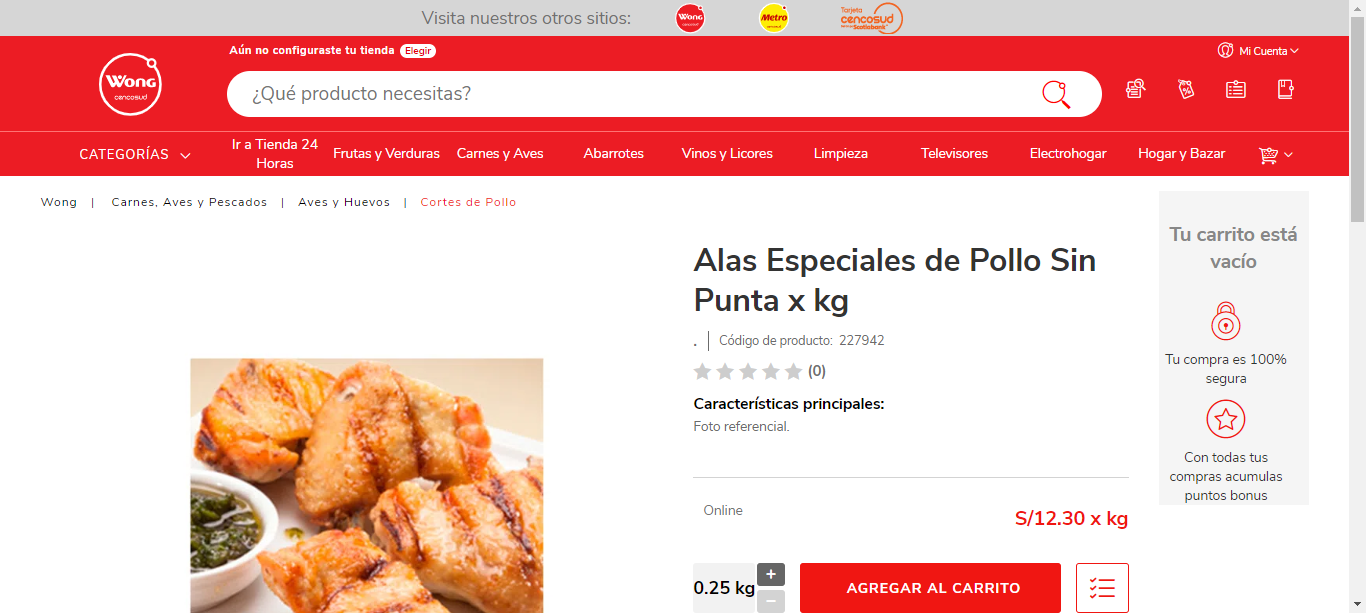 Visita nuestros otros sitios:
Wong
cencosud
Metro
cencosud
Tarjeta
cencosud
Scotiabank
Aún no configuraste tu tienda Elegir
Mi Cuenta
Wong
cencosud
¿Qué producto necesitas?
CATEGORÍAS
Ir a Tienda 24
Horas
Frutas y Verduras
Carnes y Aves
Abarrotes
Vinos y Licores
Limpieza
Televisores
Electrohogar
Hogar y Bazar
Wong | Carnes, Aves y Pescados | Aves y Huevos | Cortes de Pollo
Alas Especiales de Pollo Sin
Punta x kg
. | Código de producto: 227942
(0)
Características principales:
Foto referencial.
Online
S/12.30 x kg
0.25 kg
+
−
AGREGAR AL CARRITO
Tu carrito está
vacío
Tu compra es 100%
segura
Con todas tus
compras acumulas
puntos bonus